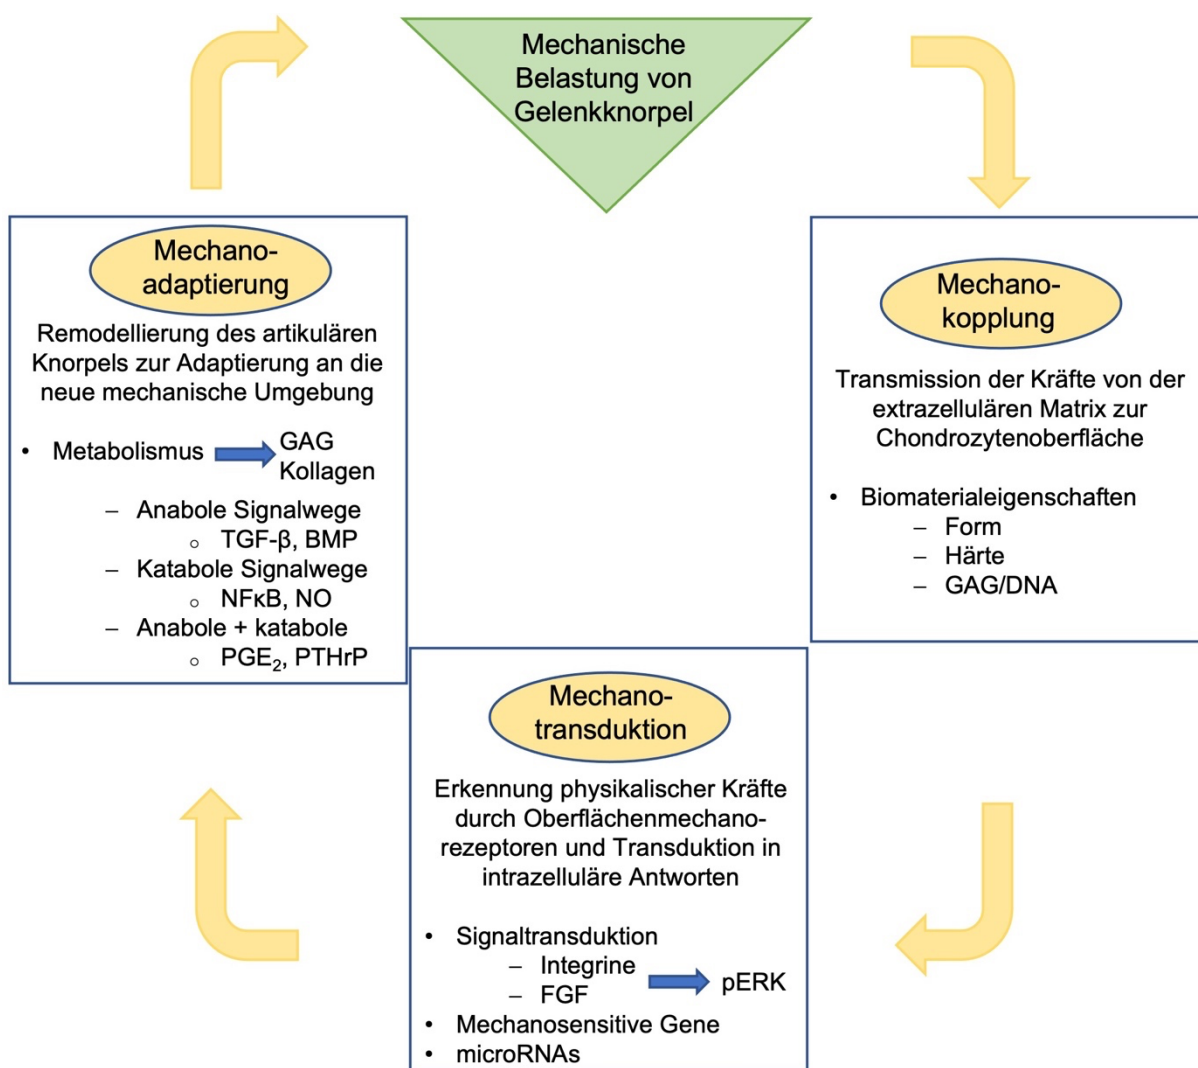 Mechanische
Belastung von
Gelenkknorpel
Mechano-
kopplung
Transmission der Kräfte von der
extrazellulären Matrix zur
Chondrozytenoberfläche
• Biomaterialeigenschaften
– Form
– Härte
– GAG/DNA
Mechano-
transduktion
Erkennung physikalischer Kräfte
durch Oberflächenmechano-
rezeptoren und Transduktion in
intrazelluläre Antworten
• Signaltransduktion
– Integrine
– FGF
pERK
• Mechanosensitive Gene
• microRNAs
Mechano-
adaptierung
Remodellierung des artikulären
Knorpels zur Adaptierung an die
neue mechanische Umgebung
• Metabolismus
GAG
Kollagen
– Anabole Signalwege
○ TGF-β, BMP
– Katabole Signalwege
○ NFκB, NO
– Anabole + katabole
○ PGE₂, PTHrP